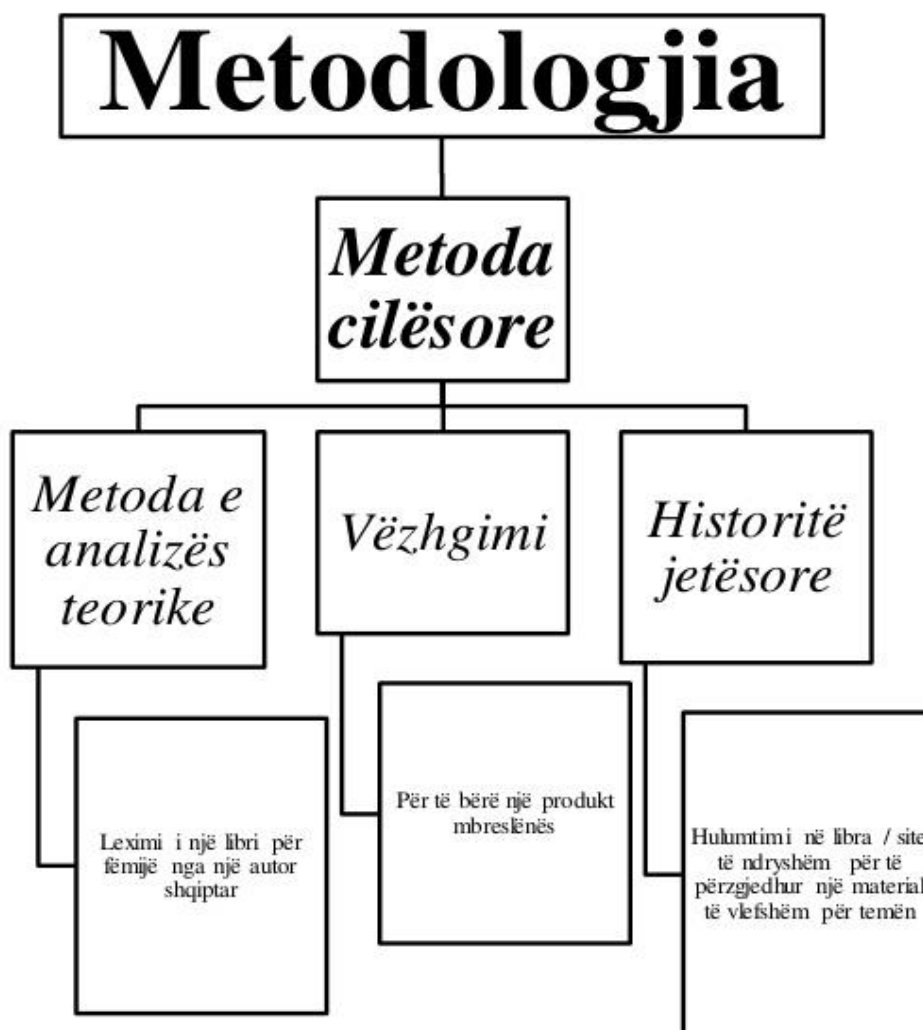 Metodologjia
Metoda
cilësore
Metoda e
analizës
teorike
Vëzhgimi
Historitë
jetësore
Leximi i një libri për
fëmijë nga një autor
shqiptar
Për të bërë një produkt
mbreslënës
Hulumtimi në libra / site
të ndryshëm për të
përzgjedhur një material
të vlefshëm për temën